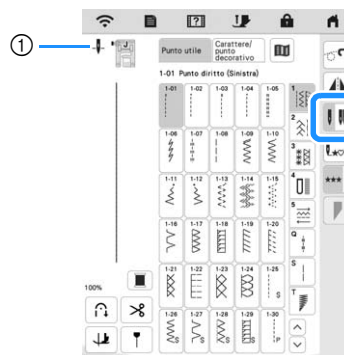 ①
Punto utile
Carattere/
punto
decorativo
1-01 Punto diritto (Sinistra)
1-01 1-02 1-03 1-04 1-05
1
1-06 1-07 1-08 1-09 1-10
2
3
1-11 1-12 1-13 1-14 1-15
4
5
1-16 1-17 1-18 1-19 1-20
Q
1-21 1-22 1-23 1-24 1-25
S
S
T
100%
1-26 1-27 1-28 1-29 1-30
S S S S P
J